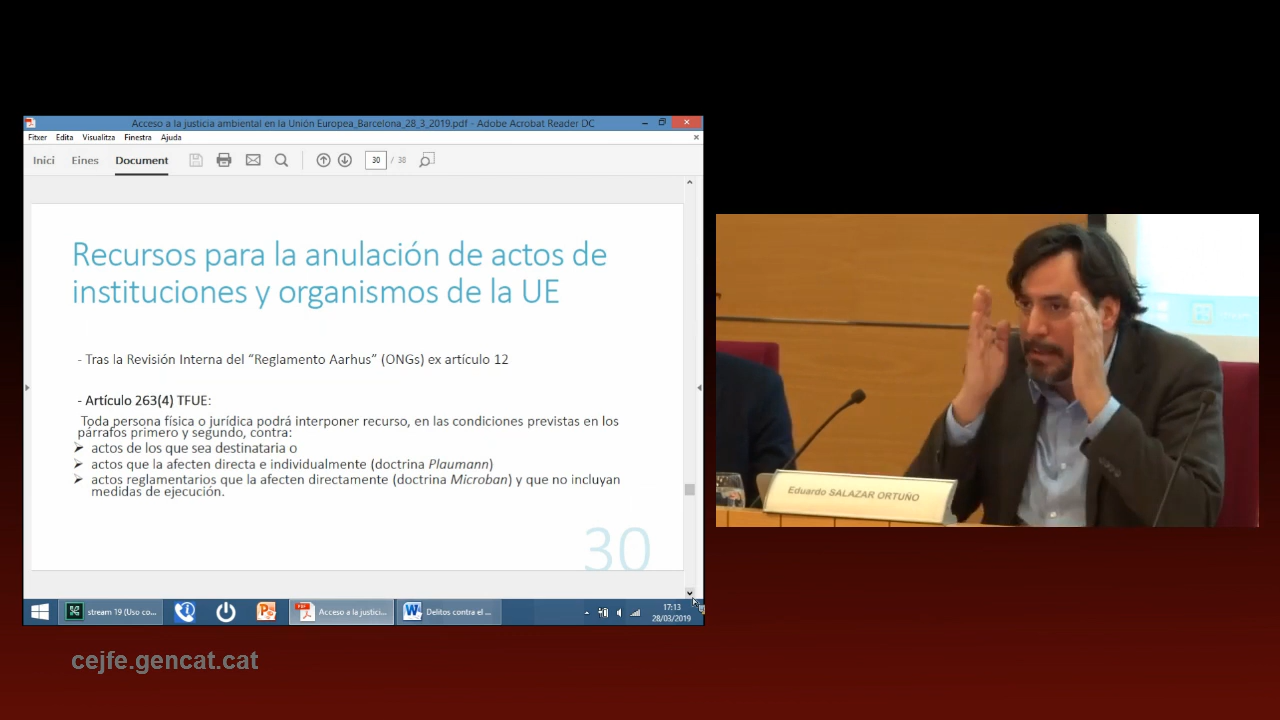 Acceso a la justicia ambiental en la Unión Europea_Barcelona_28_3_2019.pdf - Adobe Acrobat Reader DC
Fitxer Edita Visualitza Finestra Ajuda
Inici Eines Document 30 / 38
Recursos para la anulación de actos de
instituciones y organismos de la UE
- Tras la Revisión Interna del “Reglamento Aarhus” (ONGs) ex artículo 12
- Artículo 263(4) TFUE:
Toda persona física o jurídica podrá interponer recurso, en las condiciones previstas en los
párrafos primero y segundo, contra:
actos de los que sea destinataria o
actos que la afecten directa e individualmente (doctrina Plaumann)
actos reglamentarios que la afecten directamente (doctrina Microban) y que no incluyan
medidas de ejecución.
30
Eduardo SALAZAR ORTUÑO
stream 19 (Uso co... Acceso a la justici... Delitos contra el ... 17:13
28/03/2019
cejfe.gencat.cat